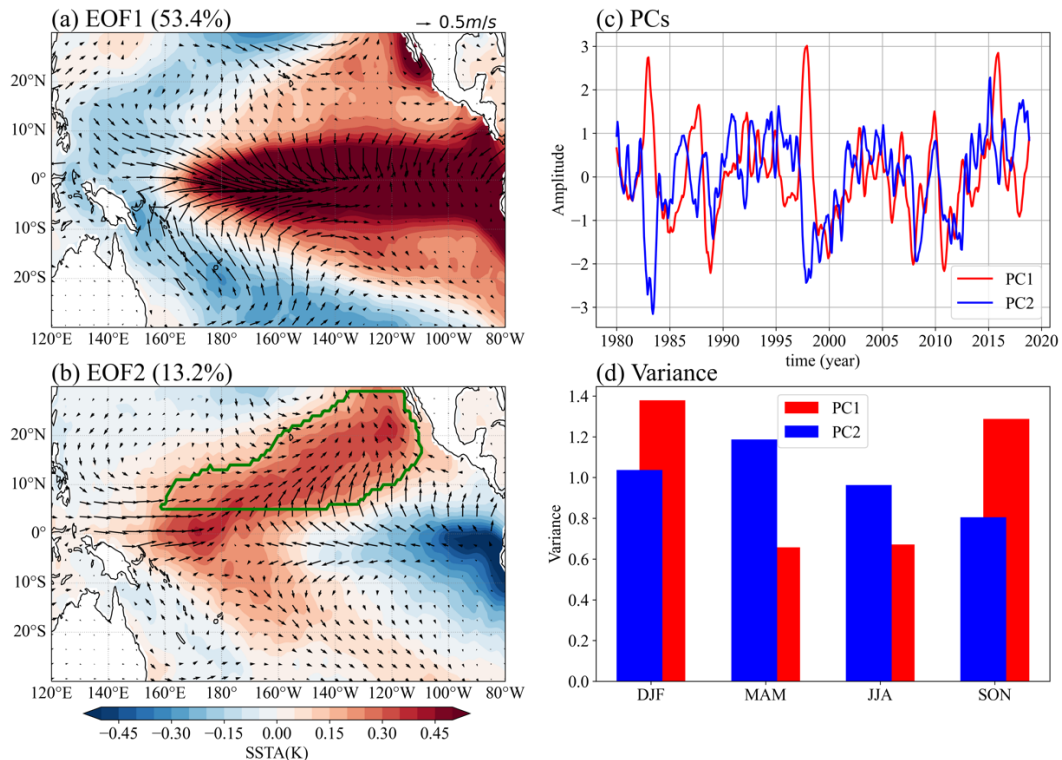 (a) EOF1 (53.4%)
0.5m/s
20°N
10°N
0°
10°S
20°S
120°E 140°E 160°E 180° 160°W 140°W 120°W 100°W 80°W
(b) EOF2 (13.2%)
20°N
10°N
0°
10°S
20°S
120°E 140°E 160°E 180° 160°W 140°W 120°W 100°W 80°W
−0.45 −0.30 −0.15 0.00 0.15 0.30 0.45
SSTA(K)
(c) PCs
3
2
1
0
−1
−2
−3
Amplitude
PC1
PC2
1980 1985 1990 1995 2000 2005 2010 2015 2020
time (year)
(d) Variance
1.4
1.2
1.0
0.8
0.6
0.4
0.2
0.0
Variance
PC1
PC2
DJF MAM JJA SON